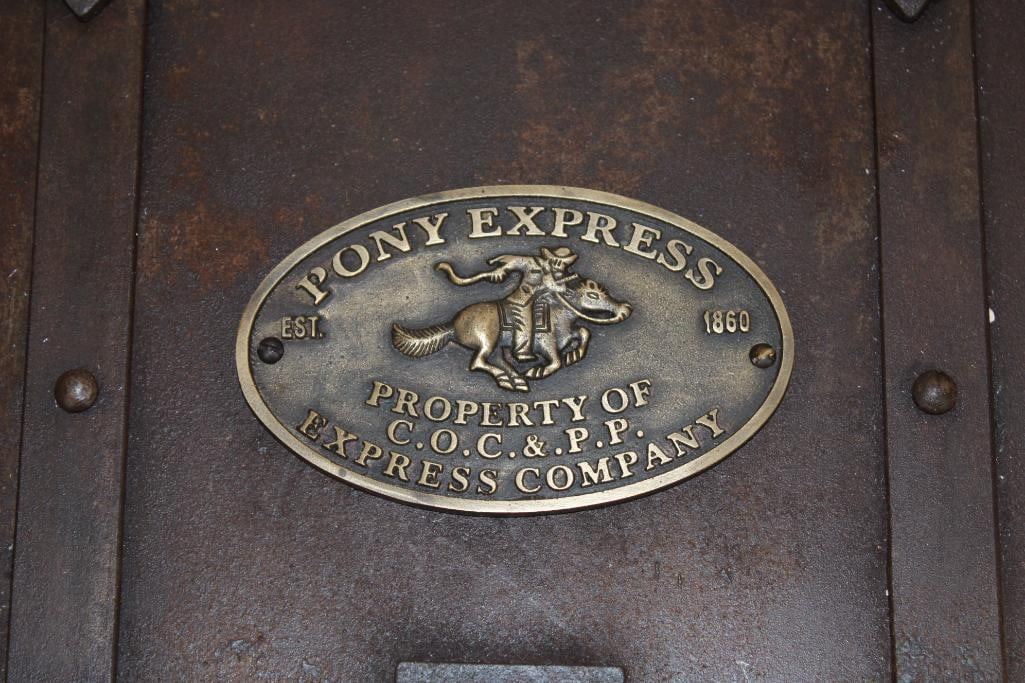 PONY EXPRESS
EST. 1860
PROPERTY OF
C.O.C. & P.P.
EXPRESS COMPANY